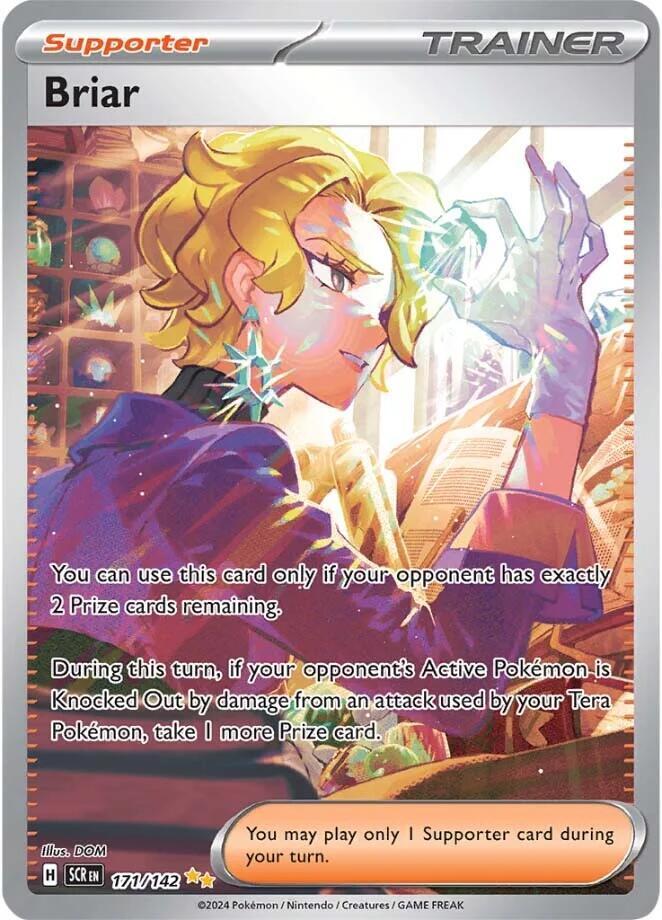 Supporter
TRAINER
Briar
You can use this card only if your opponent has exactly
2 Prize cards remaining.
During this turn, if your opponent's Active Pokémon is
Knocked Out by damage from an attack used by your Tera
Pokémon, take 1 more Prize card.
You may play only 1 Supporter card during
your turn.
Illus. DOM
H SCR EN 171/142
©2024 Pokémon / Nintendo / Creatures / GAME FREAK